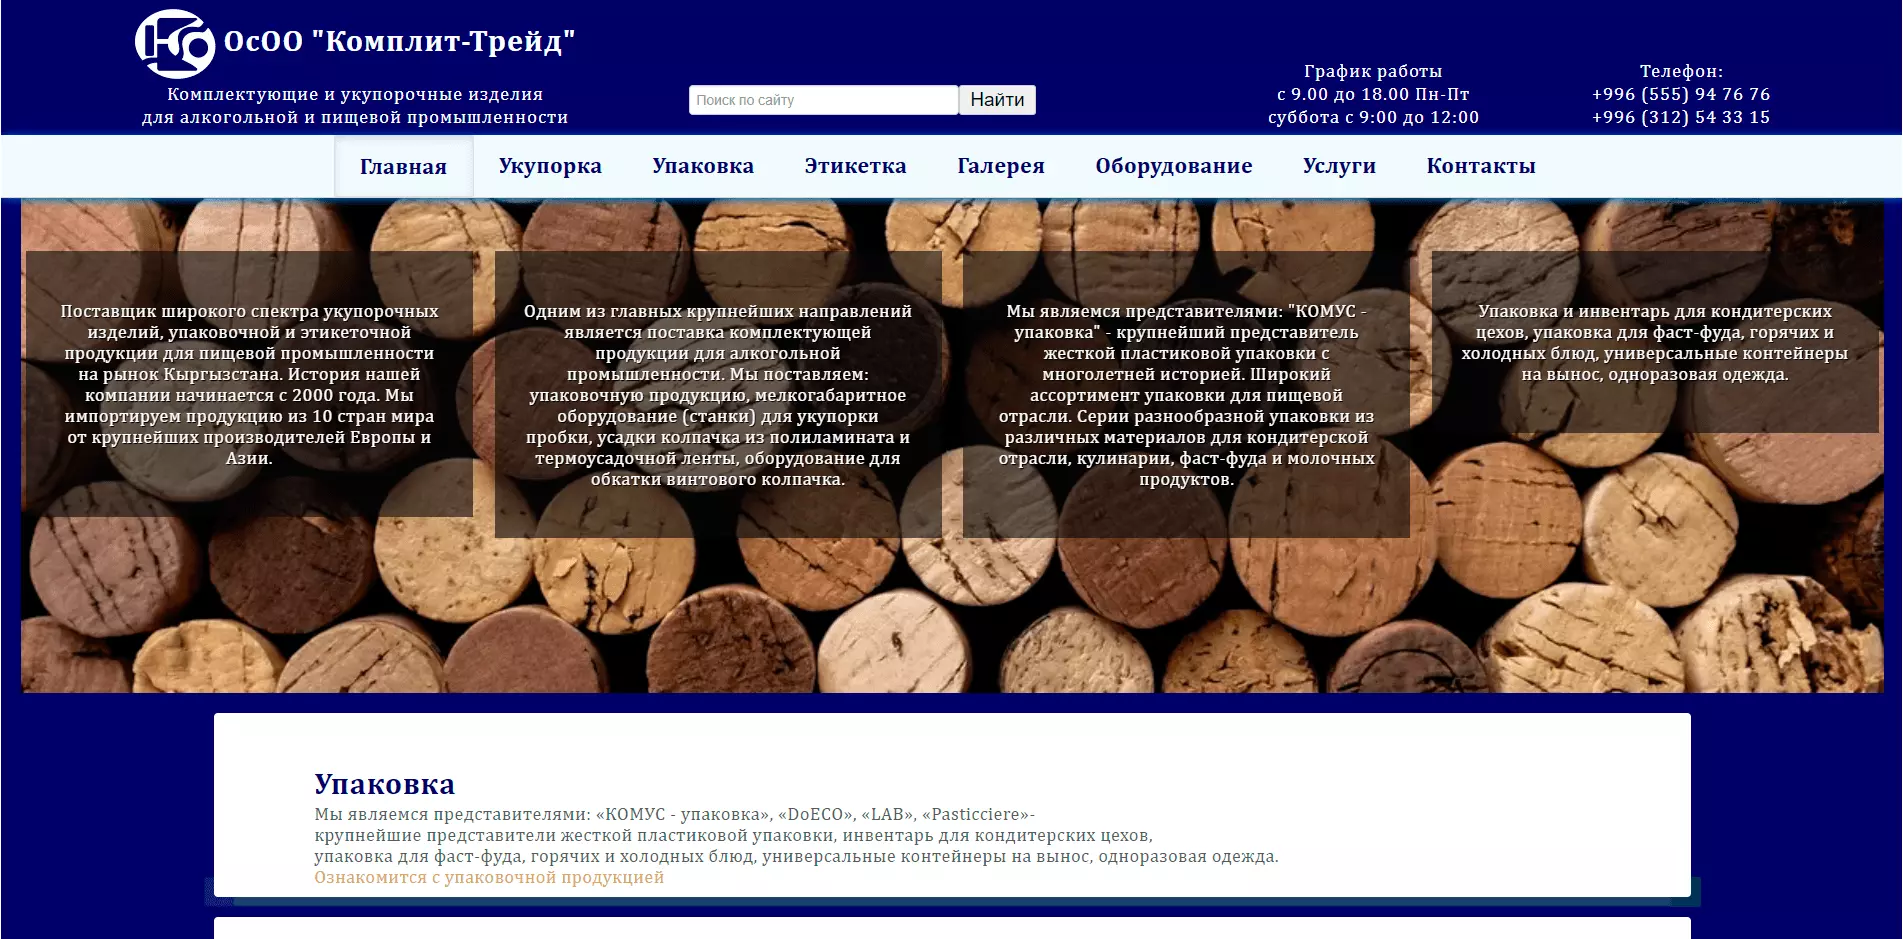 ОсОО "Комплит-Трейд"
Комплектующие и укупорочные изделия
для алкогольной и пищевой промышленности
Поиск по сайту
Найти
График работы
с 9.00 до 18.00 Пн-Пт
суббота с 9:00 до 12:00
Телефон:
+996 (555) 94 76 76
+996 (312) 54 33 15
Главная Укупорка Упаковка Этикетка Галерея Оборудование Услуги Контакты
Поставщик широкого спектра укупорочных
изделий, упаковочной и этикеточной
продукции для пищевой промышленности
на рынок Кыргызстана. История нашей
компании начинается с 2000 года. Мы
импортируем продукцию из 10 стран мира
от крупнейших производителей Европы и
Азии.
Одним из главных крупнейших направлений
является поставка комплектующей
продукции для алкогольной
промышленности. Мы поставляем:
упаковочную продукцию, мелкогабаритное
оборудование (станки) для укупорки
пробки, усадки колпачка из полиламината и
термоусадочной ленты, оборудование для
обкатки винтового колпачка.
Мы являемся представителями: "КОМУС -
упаковка" - крупнейший представитель
жесткой пластиковой упаковки с
многолетней историей. Широкий
ассортимент упаковки для пищевой
отрасли. Серии разнообразной упаковки из
различных материалов для кондитерской
отрасли, кулинарии, фаст-фуда и молочных
продуктов.
Упаковка и инвентарь для кондитерских
цехов, упаковка для фаст-фуда, горячих и
холодных блюд, универсальные контейнеры
на вынос, одноразовая одежда.
Упаковка
Мы являемся представителями: «КОМУС - упаковка», «DoECO», «LAB», «Pasticciere»-
крупнейшие представители жесткой пластиковой упаковки, инвентарь для кондитерских цехов,
упаковка для фаст-фуда, горячих и холодных блюд, универсальные контейнеры на вынос, одноразовая одежда.
Ознакомится с упаковочной продукцией